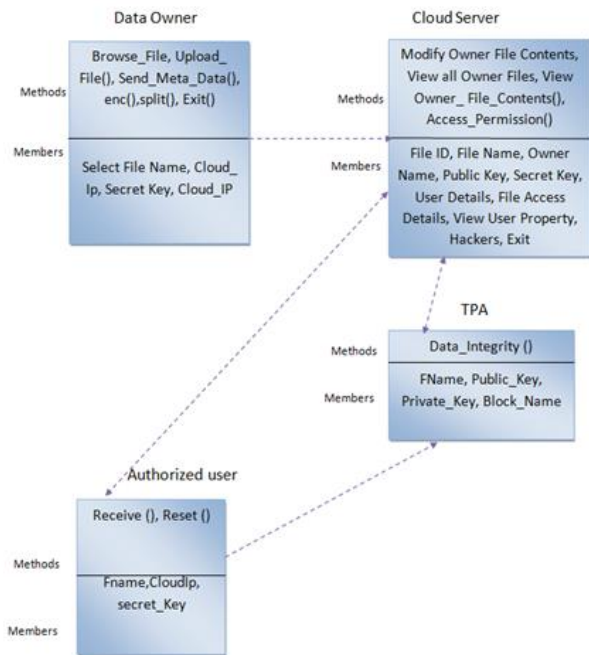 Data Owner
Browse_File, Upload_
File(), Send_Meta_Data(),
enc(),split(), Exit()
Methods
Members
Select File Name, Cloud_
Ip, Secret Key, Cloud_IP
Cloud Server
Modify Owner File Contents,
View all Owner Files, View
Owner_ File_Contents(),
Access_Permission()
Methods
Members
File ID, File Name, Owner
Name, Public Key, Secret Key,
User Details, File Access
Details, View User Property,
Hackers, Exit
TPA
Methods
Data_Integrity ()
Members
FName, Public_Key,
Private_Key, Block_Name
Authorized user
Receive (), Reset ()
Methods
Fname,CloudIp,
secret_Key
Members